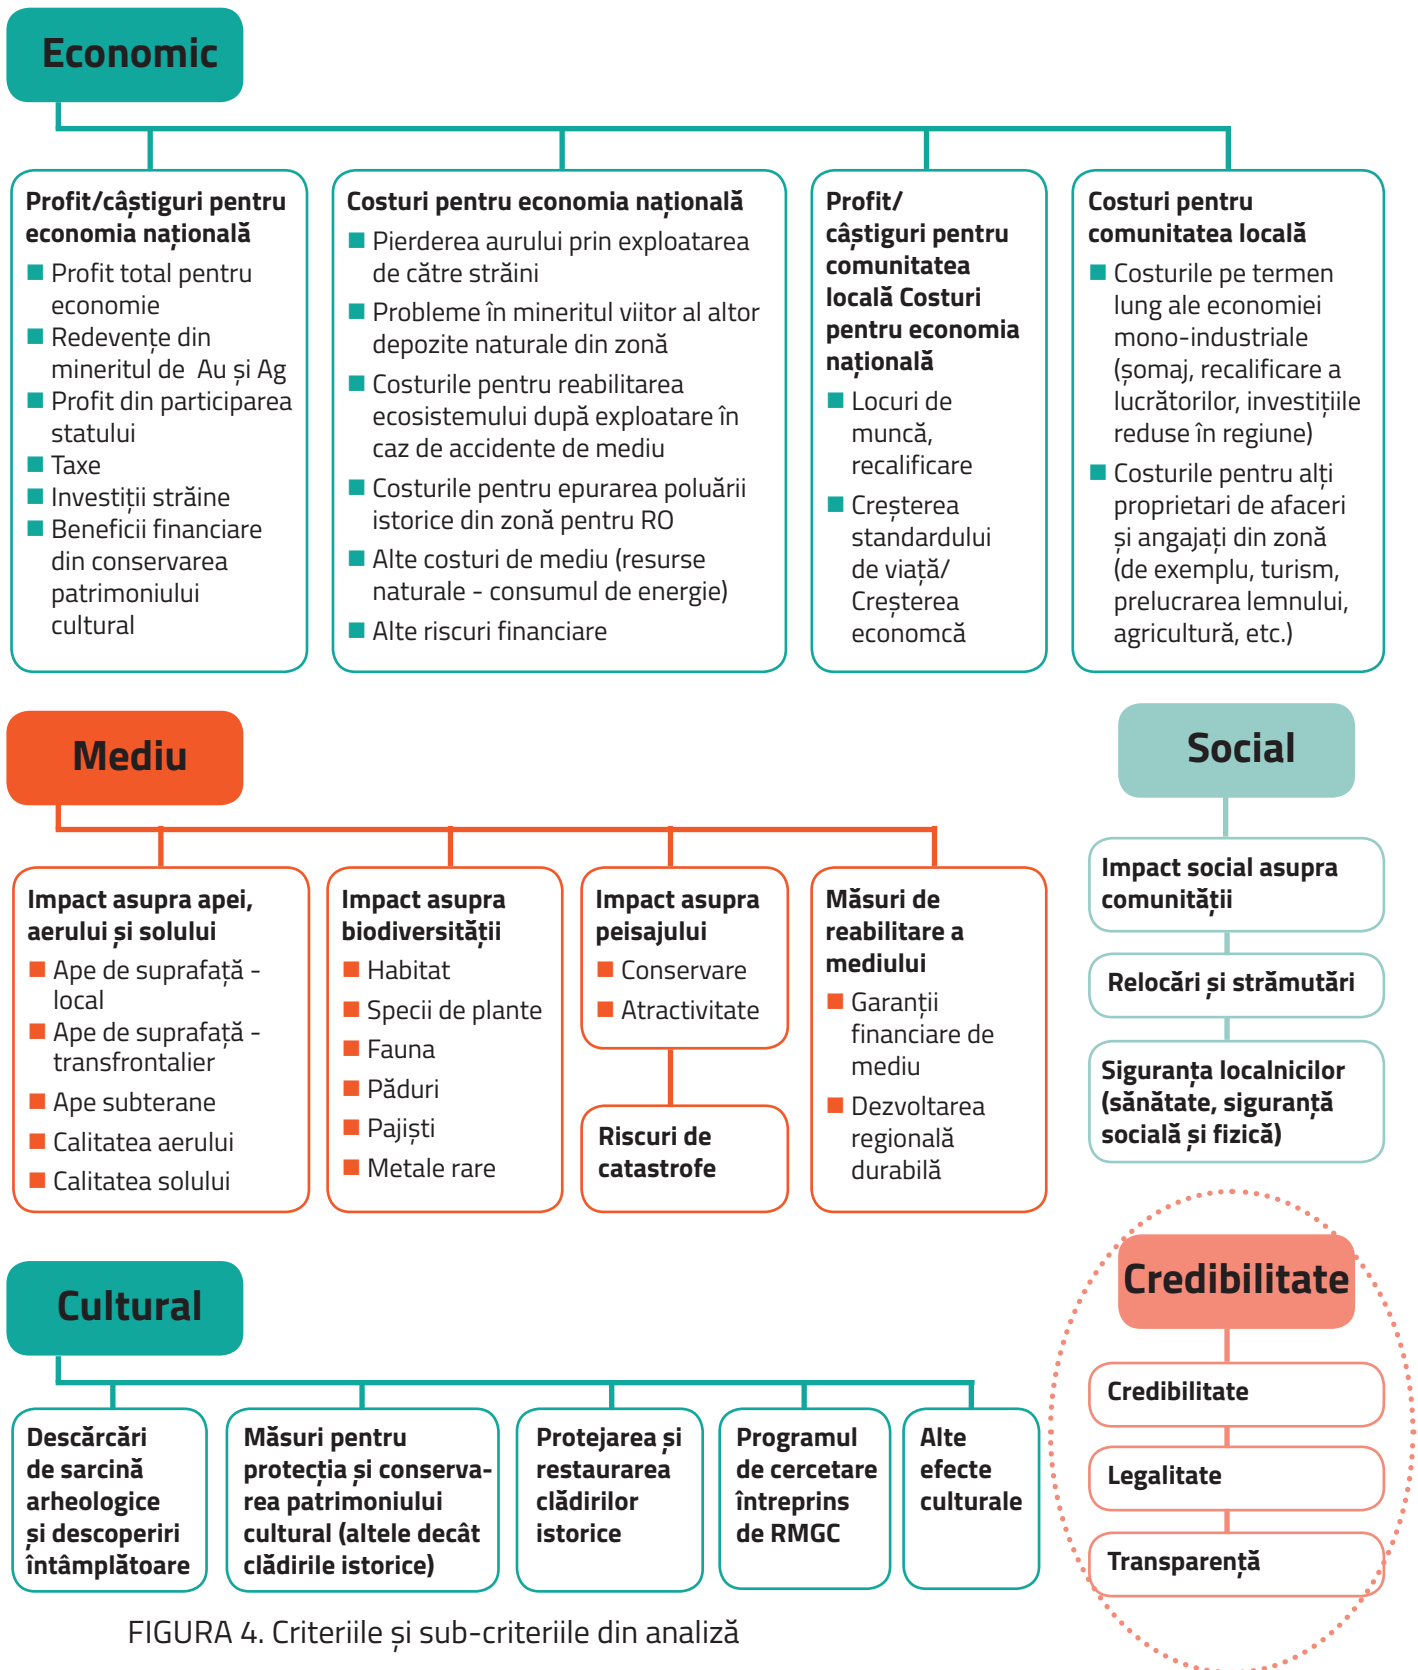 Economic
Profit/câștiguri pentru
economia națională
Profit total pentru
economie
Redevențe din
mineritul de Au și Ag
Profit din participarea
statului
Taxe
Investiții străine
Beneficii financiare
din conservarea
patrimoniului
cultural
Costuri pentru economia națională
Pierderea aurului prin exploatarea
de către străini
Probleme în mineritul viitor al altor
depozite naturale din zonă
Costurile pentru reabilitarea
ecosistemului după exploatare în
caz de accidente de mediu
Costurile pentru epurarea poluării
istorice din zonă pentru RO
Alte costuri de mediu (resurse
naturale - consumul de energie)
Alte riscuri financiare
Profit/
câștiguri pentru
comunitatea
locală Costuri
pentru economia
națională
Locuri de
muncă,
recalificare
Creșterea
standardului
de viață/
Creșterea
economcă
Costuri pentru
comunitatea locală
Costurile pe termen
lung ale economiei
mono-industriale
(șomaj, recalificare a
lucrătorilor, investițiile
reduse în regiune)
Costurile pentru alți
proprietari de afaceri
și angajați din zonă
(de exemplu, turism,
prelucrarea lemnului,
agricultură, etc.)
Mediu
Impact asupra apei,
aerului și solului
Ape de suprafață -
local
Ape de suprafață -
transfrontalier
Ape subterane
Calitatea aerului
Calitatea solului
Impact asupra
biodiversității
Habitat
Specii de plante
Fauna
Păduri
Pajiști
Metale rare
Impact asupra
peisajului
Conservare
Atractivitate
Riscuri de
catastrofe
Măsuri de
reabilitare a
mediului
Garanții
financiare de
mediu
Dezvoltarea
regională
durabilă
Social
Impact social asupra
comunității
Relocări și strămutări
Siguranța localnicilor
(sănătate, siguranță
socială și fizică)
Cultural
Descărcări
de sarcină
arheologice
și descoperiri
întâmplătoare
Măsuri pentru
protecția și conserva-
rea patrimoniului
cultural (altele decât
clădirile istorice)
Protejarea și
restaurarea
clădirilor
istorice
Programul
de cercetare
întreprins
de RMGC
Alte
efecte
culturale
Credibilitate
Credibilitate
Legalitate
Transparență
FIGURA 4. Criteriile și sub-criteriile din analiză